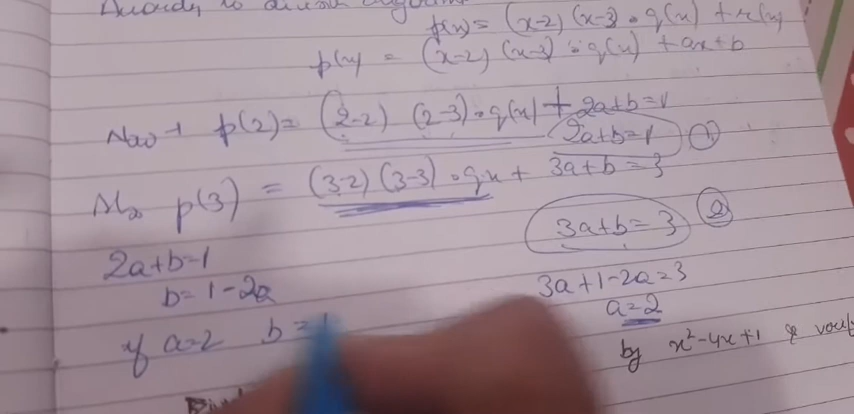 to
p(x) = (x-2) (x-3) • q(x) + r(x)
p(x) = (x-2) (x-3) • q(x) + ax+b
Now + p(2) = (2-2) (2-3) • q(x) + 2a+b=1
2a+b=1 ①
p(3) = (3-2) (3-3) • qx + 3a+b=3
3a+b=3 ②
2a+b=1
b=1-2a
3a+1-2a=3
a=2
if a=2 b=1
by x²-4x+1 &